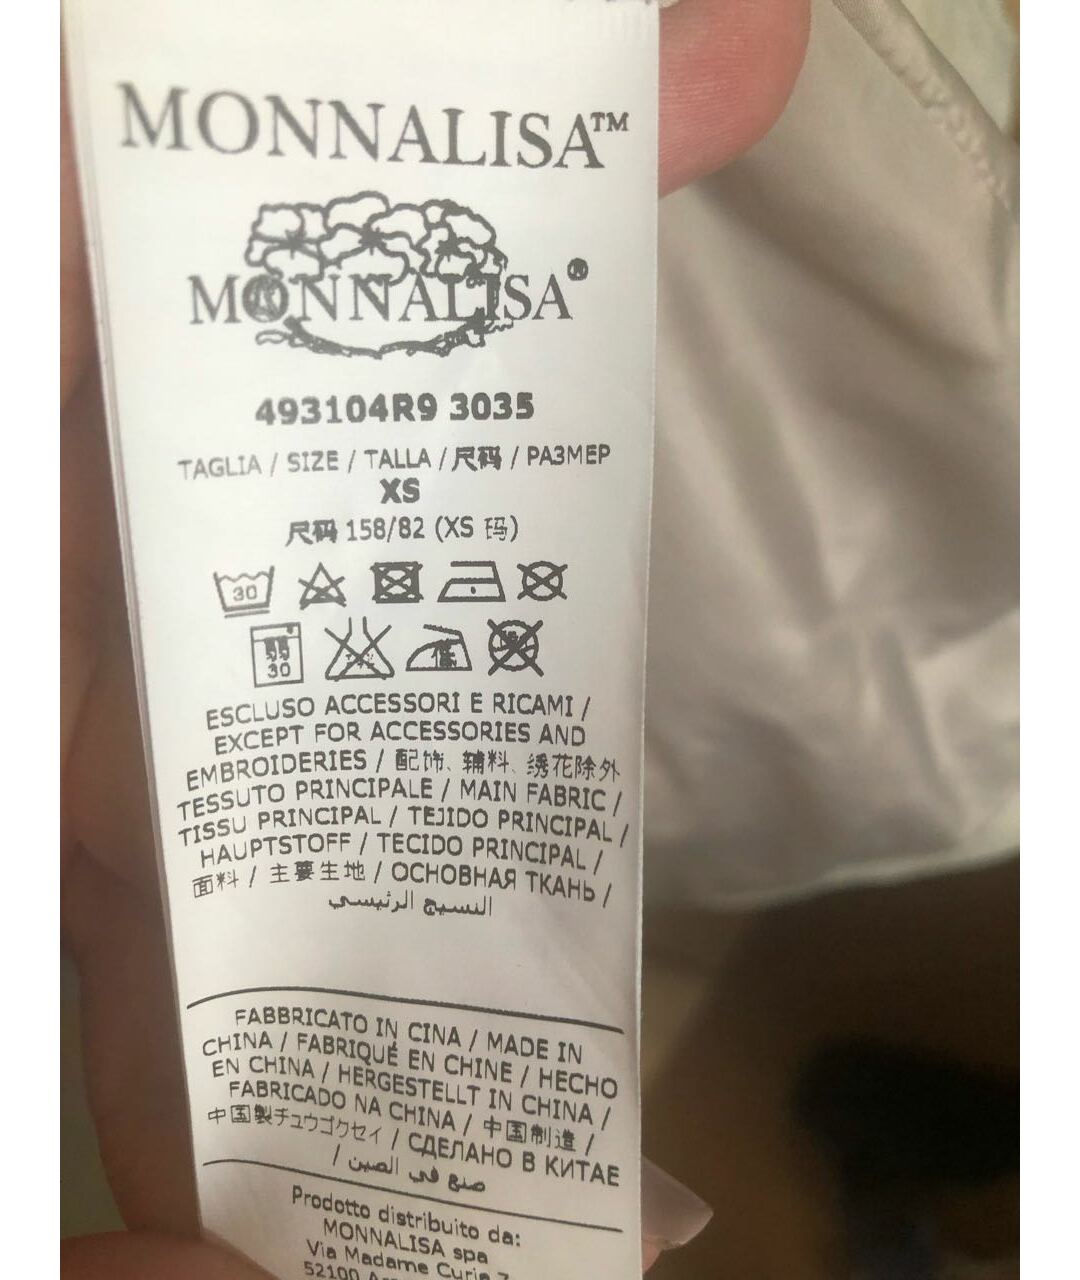 MONNALISA™
MONNALISA®
493104R9 3035
TAGLIA / SIZE / TALLA / 尺码 / РАЗМЕР
XS
尺码 158/82 (XS 码)
30
30
低
ESCLUSO ACCESSORI E RICAMI /
EXCEPT FOR ACCESSORIES AND
EMBROIDERIES / 配饰、辅料、绣花除外
TESSUTO PRINCIPALE / MAIN FABRIC /
TISSU PRINCIPAL / TEJIDO PRINCIPAL /
HAUPTSTOFF / TECIDO PRINCIPAL /
面料 / 主要生地 / ОСНОВНАЯ ТКАНЬ /
النسيج الرئيسي
FABBRICATO IN CINA / MADE IN
CHINA / FABRIQUÉ EN CHINE / HECHO
EN CHINA / HERGESTELLT IN CHINA /
FABRICADO NA CHINA / 中国制造 /
中国製チュウゴクセイ / СДЕЛАНО В КИТАЕ
/ صنع في الصين
Prodotto distribuito da:
MONNALISA spa
Via Madame Curie 7
52100